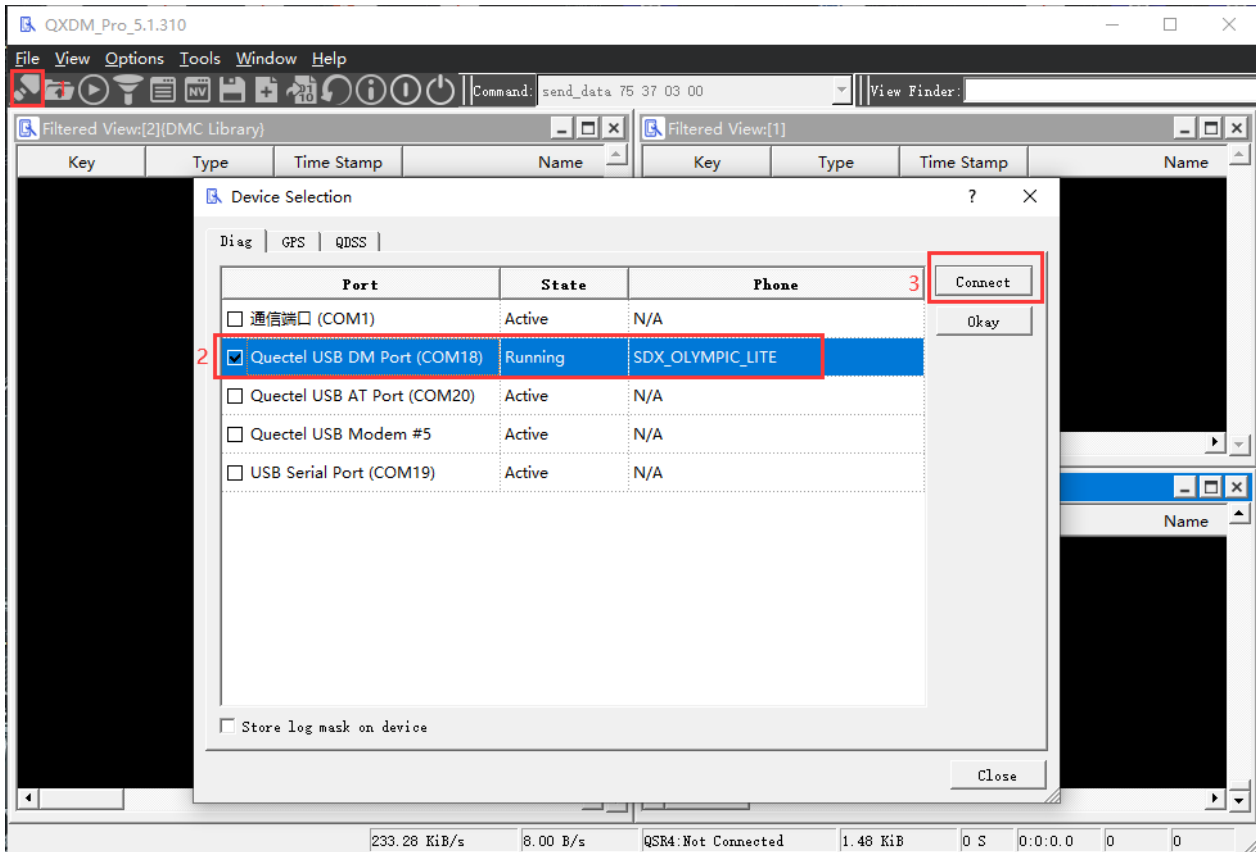 QXDM_Pro_5.1.310
File View Options Tools Window Help
1
NV
Command: send_data 75 37 03 00
View Finder:
Filtered View:[2](DMC Library)
Filtered View:[1]
Key Type Time Stamp Name
Key Type Time Stamp Name
Device Selection
?
Diag GPS QDSS
Port State Phone
3 Connect
通信端口 (COM1) Active N/A
Okay
2 Quectel USB DM Port (COM18) Running SDX_OLYMPIC_LITE
Quectel USB AT Port (COM20) Active N/A
Quectel USB Modem #5 Active N/A
USB Serial Port (COM19) Active N/A
Name
Store log mask on device
Close
233.28 KiB/s 8.00 B/s QSR4:Not Connected 1.48 KiB 0 S 0:0:0.0 0 0